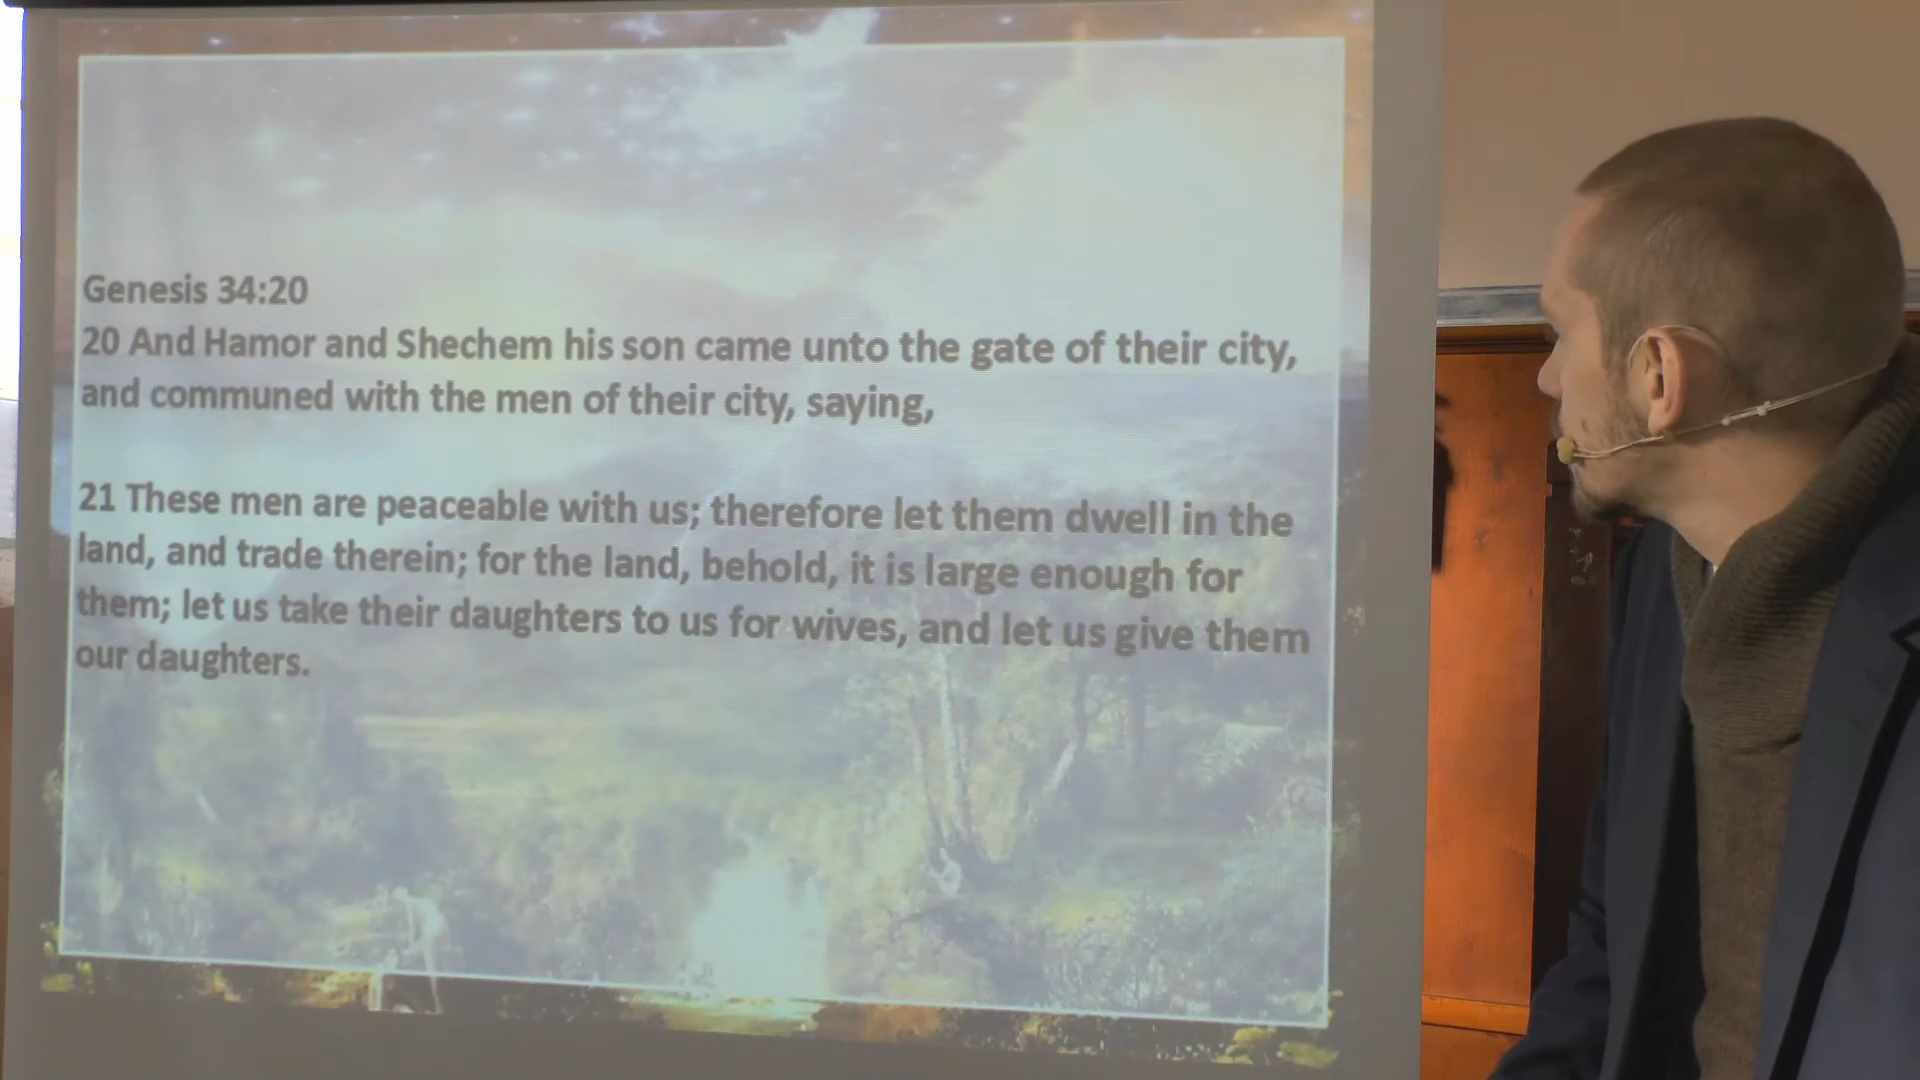 Genesis 34:20
20 And Hamor and Shechem his son came unto the gate of their city,
and communed with the men of their city, saying,
21 These men are peaceable with us; therefore let them dwell in the
land, and trade therein; for the land, behold, it is large enough for
them; let us take their daughters to us for wives, and let us give them
our daughters.